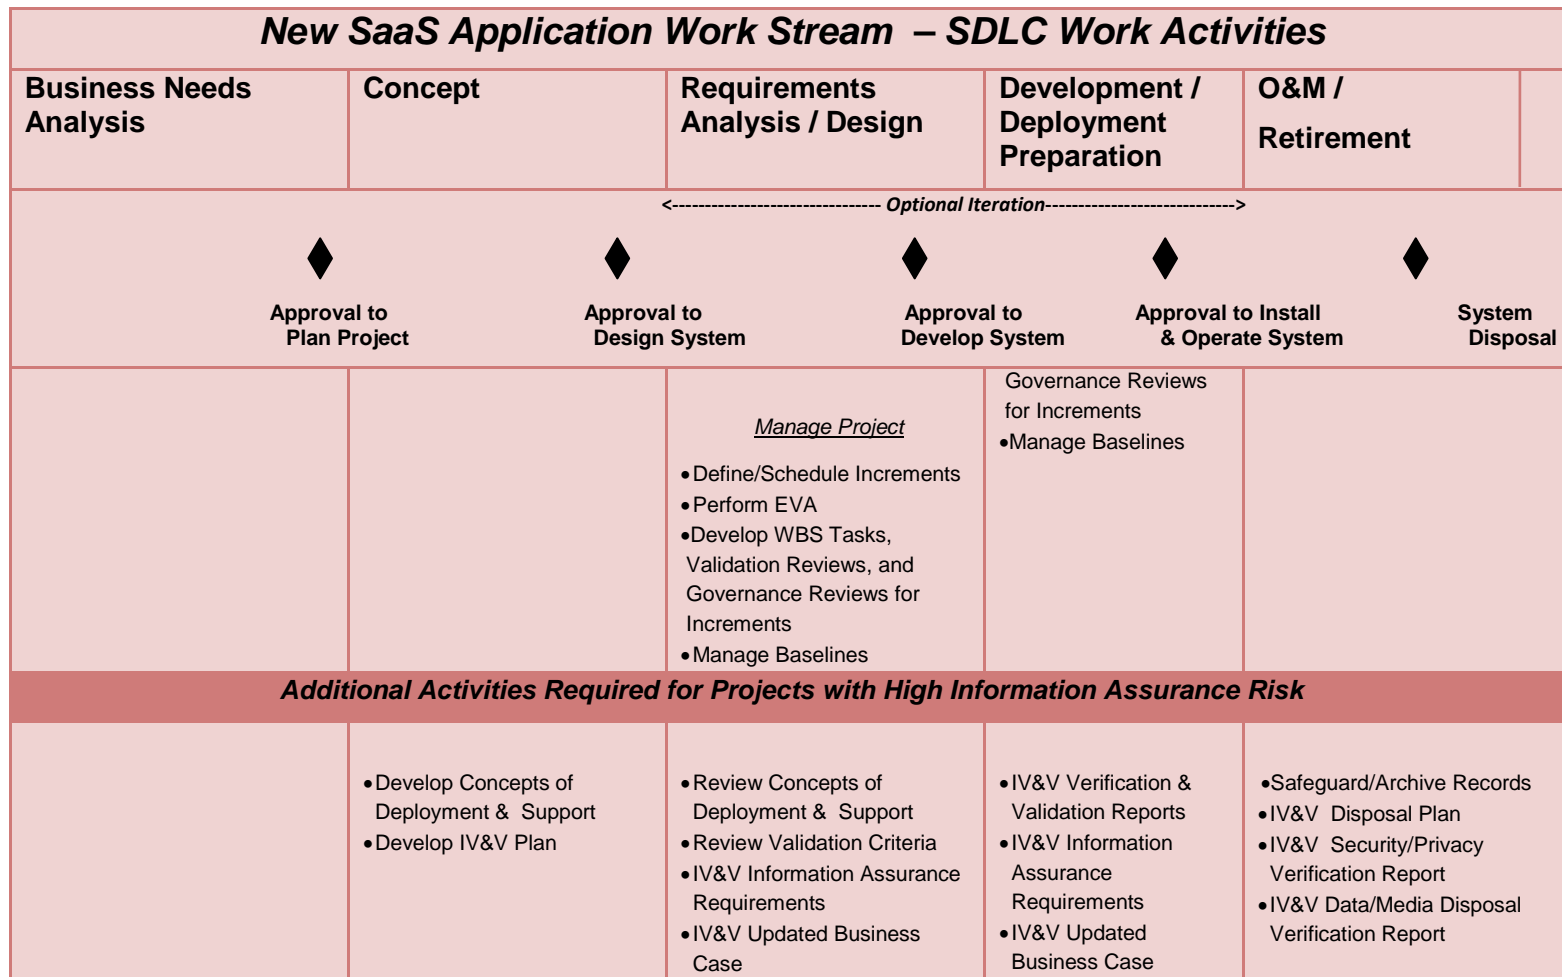 New SaaS Application Work Stream – SDLC Work Activities
Business Needs
Analysis
Concept
Requirements
Analysis / Design
Development /
Deployment
Preparation
O&M /
Retirement
<-------------------------------- Optional Iteration----------------------------->
Approval to
Plan Project
Approval to
Design System
Approval to
Develop System
Approval to Install
& Operate System
System
Disposal
Manage Project
•Define/Schedule Increments
•Perform EVA
•Develop WBS Tasks,
Validation Reviews, and
Governance Reviews for
Increments
•Manage Baselines
Governance Reviews
for Increments
•Manage Baselines
Additional Activities Required for Projects with High Information Assurance Risk
•Develop Concepts of
Deployment & Support
•Develop IV&V Plan
•Review Concepts of
Deployment & Support
•Review Validation Criteria
•IV&V Information Assurance
Requirements
•IV&V Updated Business
Case
•IV&V Verification &
Validation Reports
•IV&V Information
Assurance
Requirements
•IV&V Updated
Business Case
•Safeguard/Archive Records
•IV&V Disposal Plan
•IV&V Security/Privacy
Verification Report
•IV&V Data/Media Disposal
Verification Report